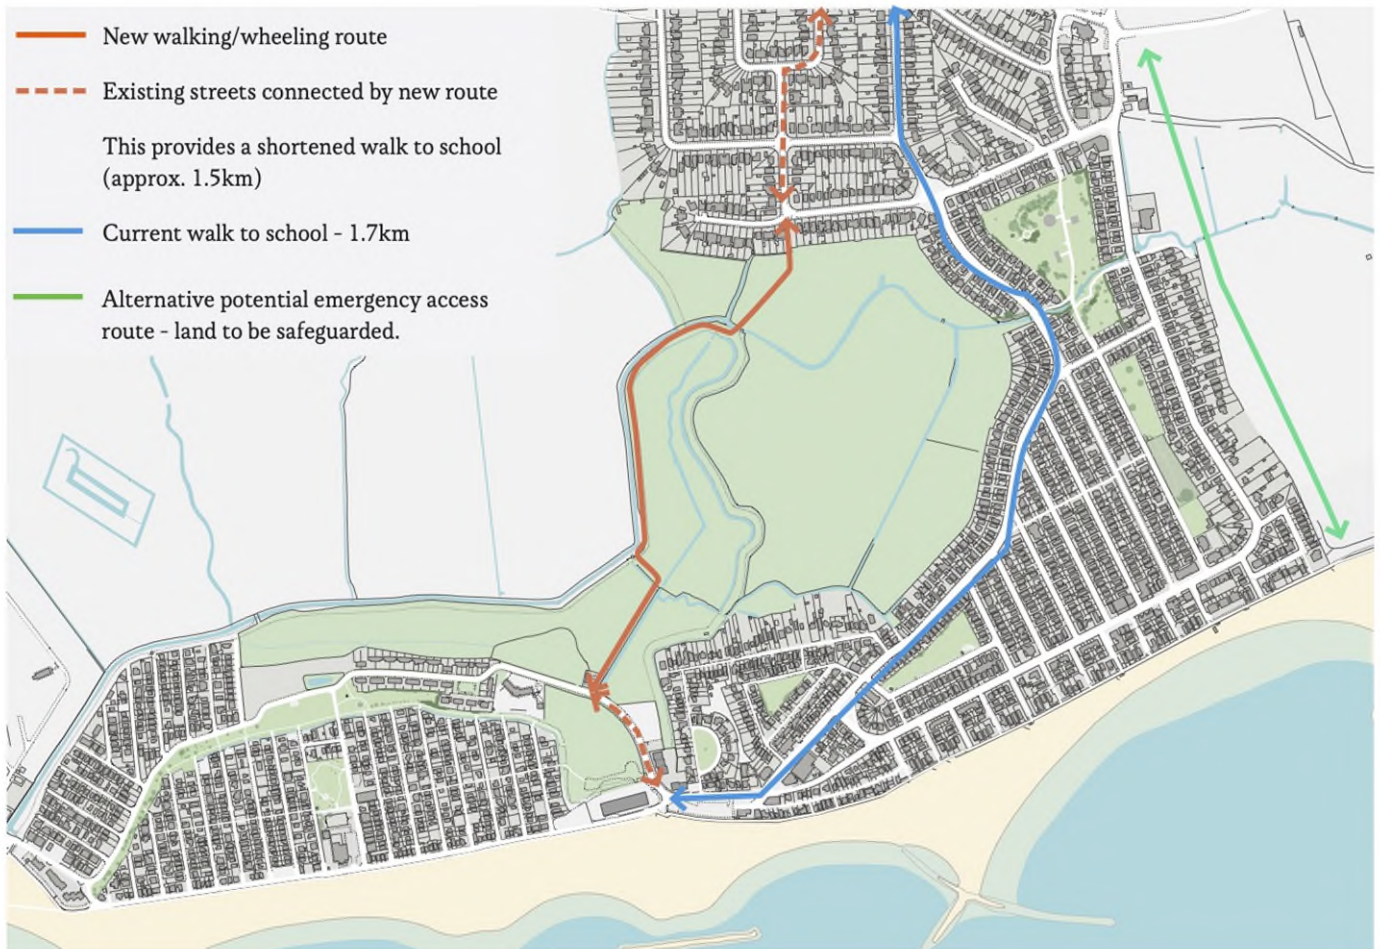 New walking/wheeling route
Existing streets connected by new route
This provides a shortened walk to school
(approx. 1.5km)
Current walk to school - 1.7km
Alternative potential emergency access
route - land to be safeguarded.